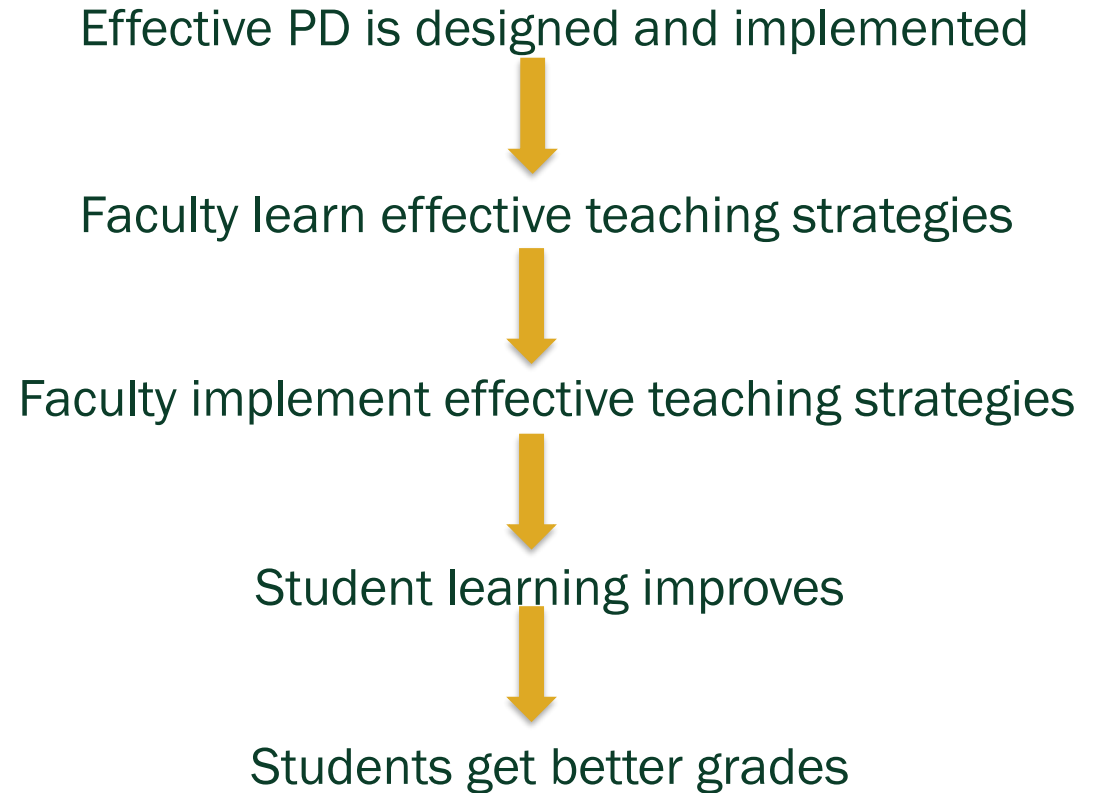 Effective PD is designed and implemented
Faculty learn effective teaching strategies
Faculty implement effective teaching strategies
Student learning improves
Students get better grades